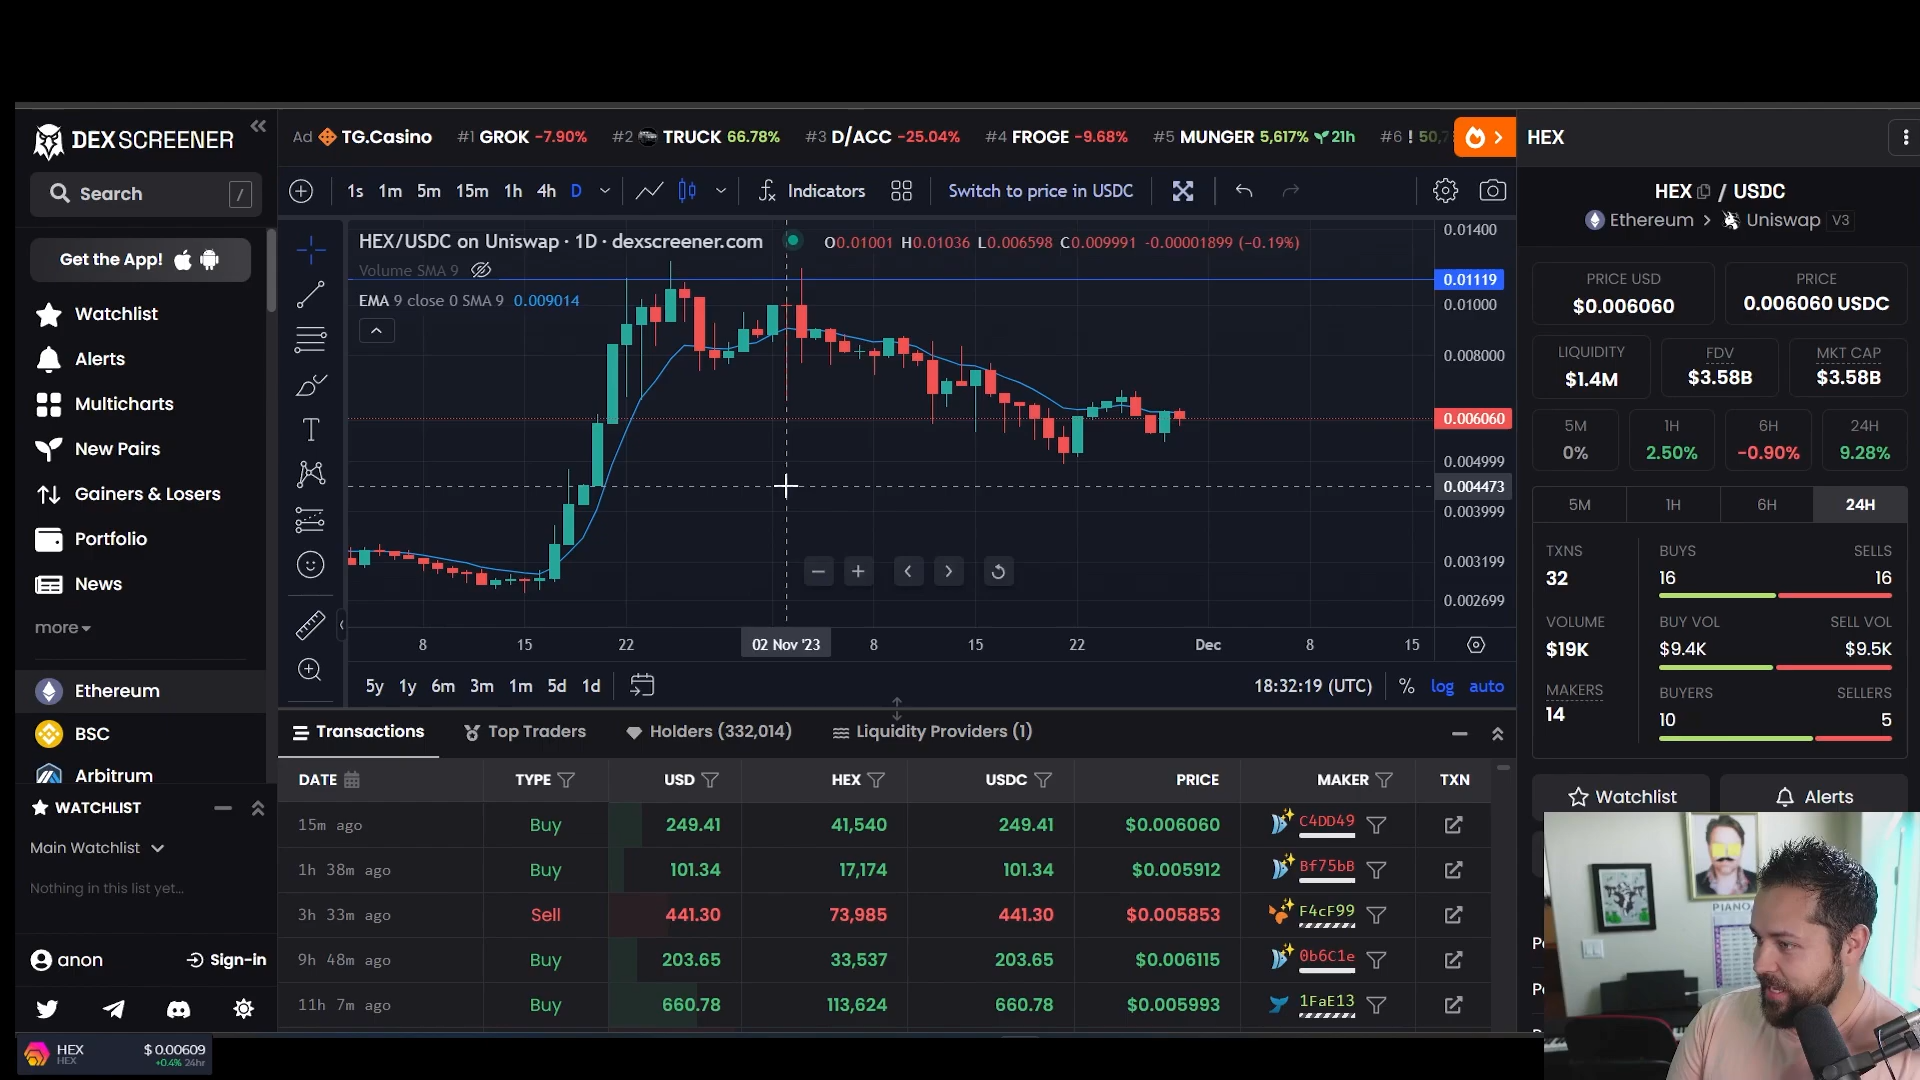 DEX SCREENER
Search /
Get the App!
Watchlist
Alerts
Multicharts
New Pairs
Gainers & Losers
Portfolio
News
more
Ethereum
BSC
Arbitrum
WATCHLIST
Main Watchlist
Nothing in this list yet...
anon Sign-in
HEX $0.00609
HEX +0.4% 24hr
Ad TG.Casino #1 GROK -7.90% #2 TRUCK 66.78% #3 D/ACC -25.04% #4 FROGE -9.68% #5 MUNGER 5,617% 21h #6 !
1s 1m 5m 15m 1h 4h D Indicators Switch to price in USDC
HEX/USDC on Uniswap · 1D · dexscreener.com O0.01001 H0.01036 L0.006598 C0.009991 -0.00001899 (-0.19%)
Volume SMA 9
EMA 9 close 0 SMA 9 0.009014
0.01400
0.01119
0.01000
0.008000
0.006060
0.004999
0.004473
0.003999
0.003199
0.002699
8 15 22 02 Nov '23 8 15 22 Dec 8 15
5y 1y 6m 3m 1m 5d 1d 18:32:19 (UTC) % log auto
Transactions Top Traders Holders (332,014) Liquidity Providers (1)
DATE TYPE USD HEX USDC PRICE MAKER TXN
15m ago Buy 249.41 41,540 249.41 $0.006060 C4DD49
1h 38m ago Buy 101.34 17,174 101.34 $0.005912 Bf75bB
3h 33m ago Sell 441.30 73,985 441.30 $0.005853 F4cF99
9h 48m ago Buy 203.65 33,537 203.65 $0.006115 0b6C1e
11h 7m ago Buy 660.78 113,624 660.78 $0.005993 1FaE13
HEX
HEX / USDC
Ethereum > Uniswap V3
PRICE USD PRICE
$0.006060 0.006060 USDC
LIQUIDITY FDV MKT CAP
$1.4M $3.58B $3.58B
5M 1H 6H 24H
0% 2.50% -0.90% 9.28%
5M 1H 6H 24H
TXNS BUYS SELLS
32 16 16
VOLUME BUY VOL SELL VOL
$19K $9.4K $9.5K
MAKERS BUYERS SELLERS
14 10 5
Watchlist Alerts
PIANO